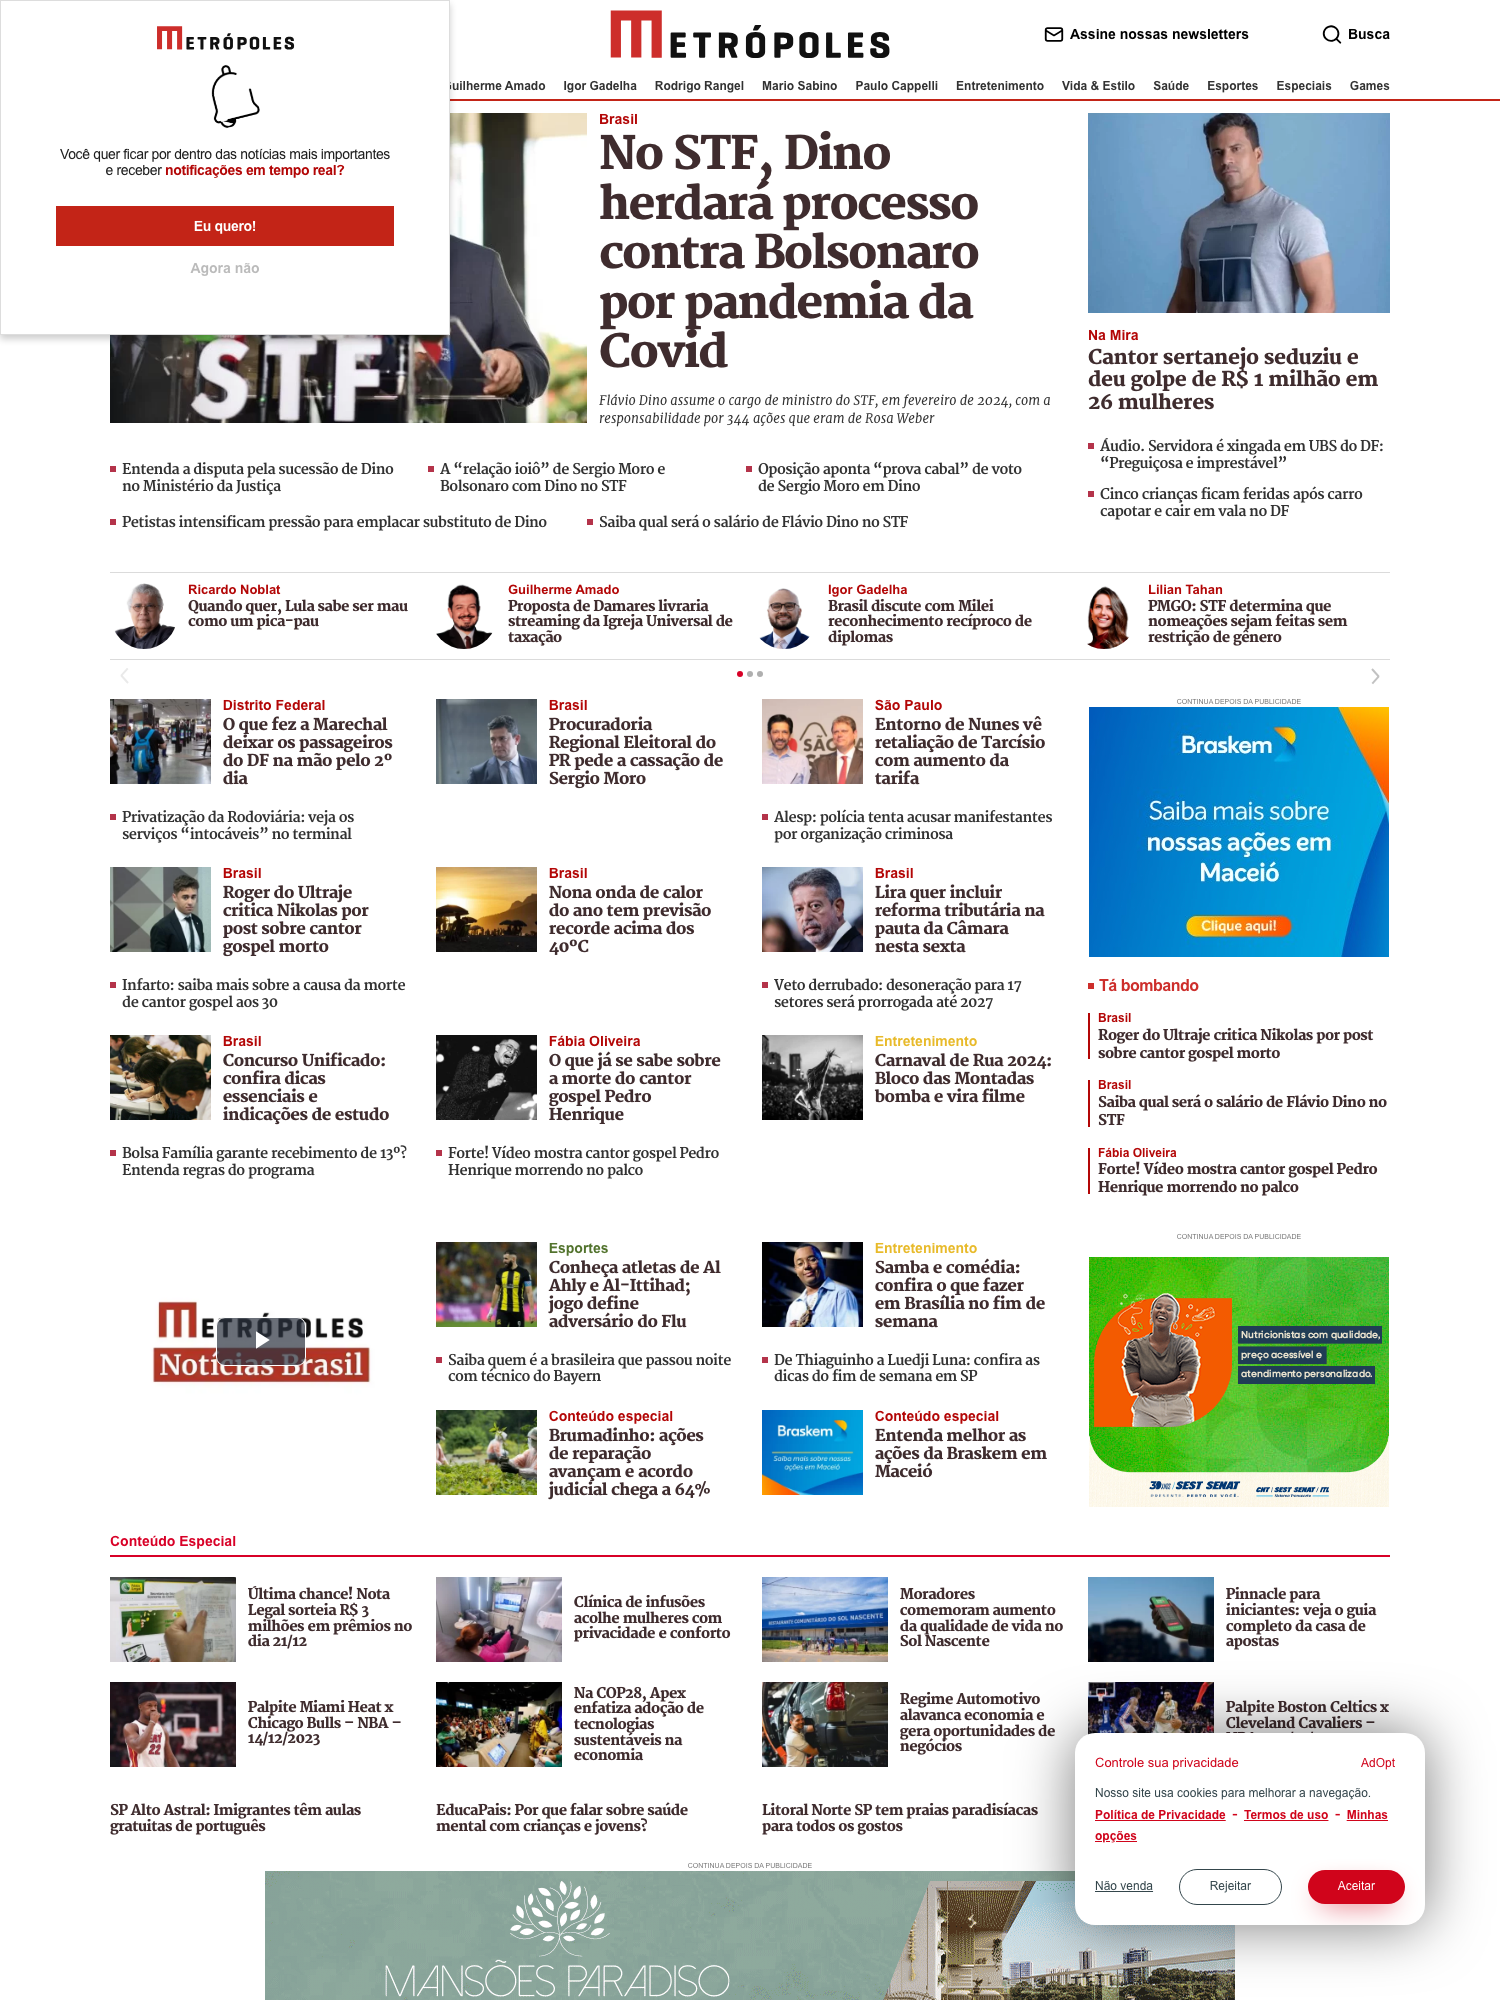 METRÓPOLES
Você quer ficar por dentro das notícias mais importantes
e receber notificações em tempo real?
Eu quero!
Agora não
METRÓPOLES
Assine nossas newsletters
Busca
Guilherme Amado Igor Gadelha Rodrigo Rangel Mario Sabino Paulo Cappelli Entretenimento Vida & Estilo Saúde Esportes Especiais Games
STF
Brasil
No STF, Dino
herdará processo
contra Bolsonaro
por pandemia da
Covid
Flávio Dino assume o cargo de ministro do STF, em fevereiro de 2024, com a
responsabilidade por 344 ações que eram de Rosa Weber
Na Mira
Cantor sertanejo seduziu e
deu golpe de R$ 1 milhão em
26 mulheres
Áudio. Servidora é xingada em UBS do DF:
“Preguiçosa e imprestável”
Cinco crianças ficam feridas após carro
capotar e cair em vala no DF
Entenda a disputa pela sucessão de Dino
no Ministério da Justiça
A “relação ioiô” de Sergio Moro e
Bolsonaro com Dino no STF
Oposição aponta “prova cabal” de voto
de Sergio Moro em Dino
Petistas intensificam pressão para emplacar substituto de Dino
Saiba qual será o salário de Flávio Dino no STF
Ricardo Noblat
Quando quer, Lula sabe ser mau
como um pica-pau
Guilherme Amado
Proposta de Damares livraria
streaming da Igreja Universal de
taxação
Igor Gadelha
Brasil discute com Milei
reconhecimento recíproco de
diplomas
Lilian Tahan
PMGO: STF determina que
nomeações sejam feitas sem
restrição de gênero
Distrito Federal
O que fez a Marechal
deixar os passageiros
do DF na mão pelo 2º
dia
Privatização da Rodoviária: veja os
serviços “intocáveis” no terminal
Brasil
Procuradoria
Regional Eleitoral do
PR pede a cassação de
Sergio Moro
São Paulo
Entorno de Nunes vê
retaliação de Tarcísio
com aumento da
tarifa
Alesp: polícia tenta acusar manifestantes
por organização criminosa
CONTINUA DEPOIS DA PUBLICIDADE
Braskem
Saiba mais sobre
nossas ações em
Maceió
Clique aqui!
Brasil
Roger do Ultraje
critica Nikolas por
post sobre cantor
gospel morto
Infarto: saiba mais sobre a causa da morte
de cantor gospel aos 30
Brasil
Nona onda de calor
do ano tem previsão
recorde acima dos
40ºC
Brasil
Lira quer incluir
reforma tributária na
pauta da Câmara
nesta sexta
Veto derrubado: desoneração para 17
setores será prorrogada até 2027
Tá bombando
Brasil
Roger do Ultraje critica Nikolas por post
sobre cantor gospel morto
Brasil
Saiba qual será o salário de Flávio Dino no
STF
Fábia Oliveira
Forte! Vídeo mostra cantor gospel Pedro
Henrique morrendo no palco
Brasil
Concurso Unificado:
confira dicas
essenciais e
indicações de estudo
Bolsa Família garante recebimento de 13º?
Entenda regras do programa
Fábia Oliveira
O que já se sabe sobre
a morte do cantor
gospel Pedro
Henrique
Forte! Vídeo mostra cantor gospel Pedro
Henrique morrendo no palco
Entretenimento
Carnaval de Rua 2024:
Bloco das Montadas
bomba e vira filme
METRÓPOLES
Notícias Brasil
Esportes
Conheça atletas de Al
Ahly e Al-Ittihad;
jogo define
adversário do Flu
Saiba quem é a brasileira que passou noite
com técnico do Bayern
Entretenimento
Samba e comédia:
confira o que fazer
em Brasília no fim de
semana
De Thiaguinho a Luedji Luna: confira as
dicas do fim de semana em SP
Conteúdo especial
Brumadinho: ações
de reparação
avançam e acordo
judicial chega a 64%
Braskem
Saiba mais sobre nossas
ações em Maceió
Conteúdo especial
Entenda melhor as
ações da Braskem em
Maceió
CONTINUA DEPOIS DA PUBLICIDADE
Nutricionistas com qualidade,
preço acessível e
atendimento personalizado.
30 anos / SEST SENAT
PRESENTE. PERTO DE VOCÊ.
CNT / SEST SENAT / ITL
Sistema Transporte
Conteúdo Especial
Última chance! Nota
Legal sorteia R$ 3
milhões em prêmios no
dia 21/12
Clínica de infusões
acolhe mulheres com
privacidade e conforto
RESTAURANTE COMUNITÁRIO DO SOL NASCENTE
Moradores
comemoram aumento
da qualidade de vida no
Sol Nascente
Pinnacle para
iniciantes: veja o guia
completo da casa de
apostas
22
Palpite Miami Heat x
Chicago Bulls – NBA –
14/12/2023
Na COP28, Apex
enfatiza adoção de
tecnologias
sustentáveis na
economia
Regime Automotivo
alavanca economia e
gera oportunidades de
negócios
Palpite Boston Celtics x
Cleveland Cavaliers –
SP Alto Astral: Imigrantes têm aulas
gratuitas de português
EducaPais: Por que falar sobre saúde
mental com crianças e jovens?
Litoral Norte SP tem praias paradisíacas
para todos os gostos
Controle sua privacidade
AdOpt
Nosso site usa cookies para melhorar a navegação.
Política de Privacidade - Termos de uso - Minhas
opções
Não venda
Rejeitar
Aceitar
CONTINUA DEPOIS DA PUBLICIDADE
MANSÕES PARADISO